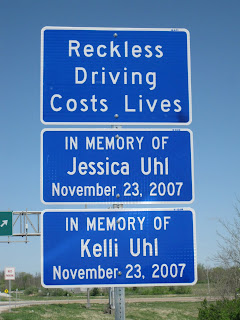 Reckless
Driving
Costs Lives
IN MEMORY OF
Jessica Uhl
November 23, 2007
IN MEMORY OF
Kelli Uhl
November 23, 2007